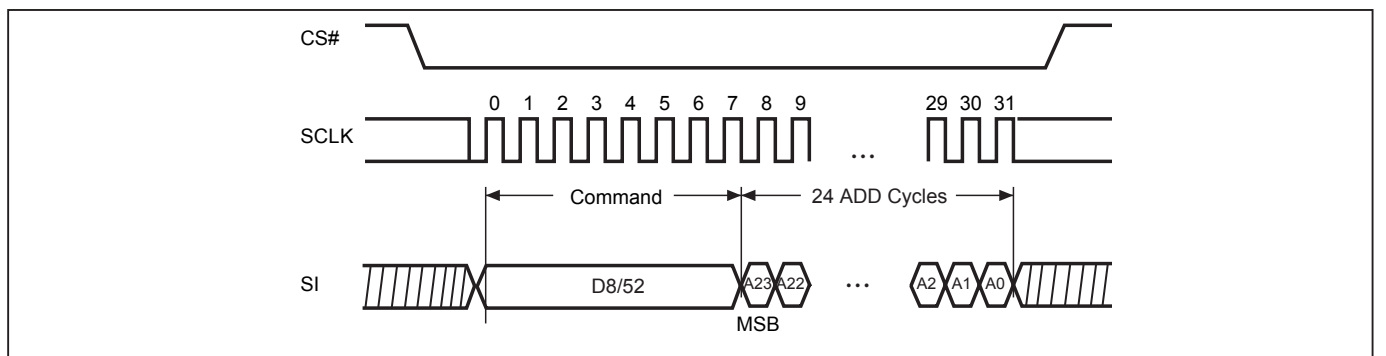 CS#
0 1 2 3 4 5 6 7 8 9 29 30 31
SCLK
...
Command 24 ADD Cycles
SI D8/52 A23 A22 ... A2 A1 A0
MSB